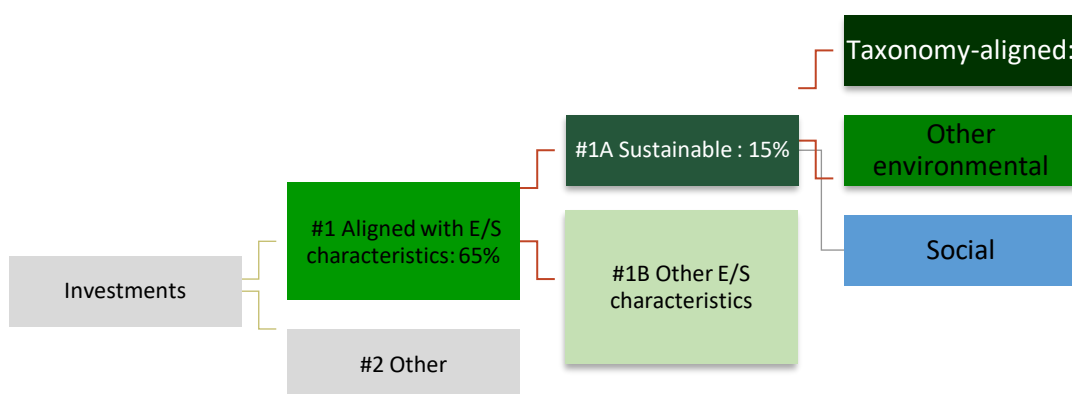 Taxonomy-aligned:
#1A Sustainable : 15%
Other
environmental
#1 Aligned with E/S
characteristics: 65%
Social
#1B Other E/S
characteristics
Investments
#2 Other